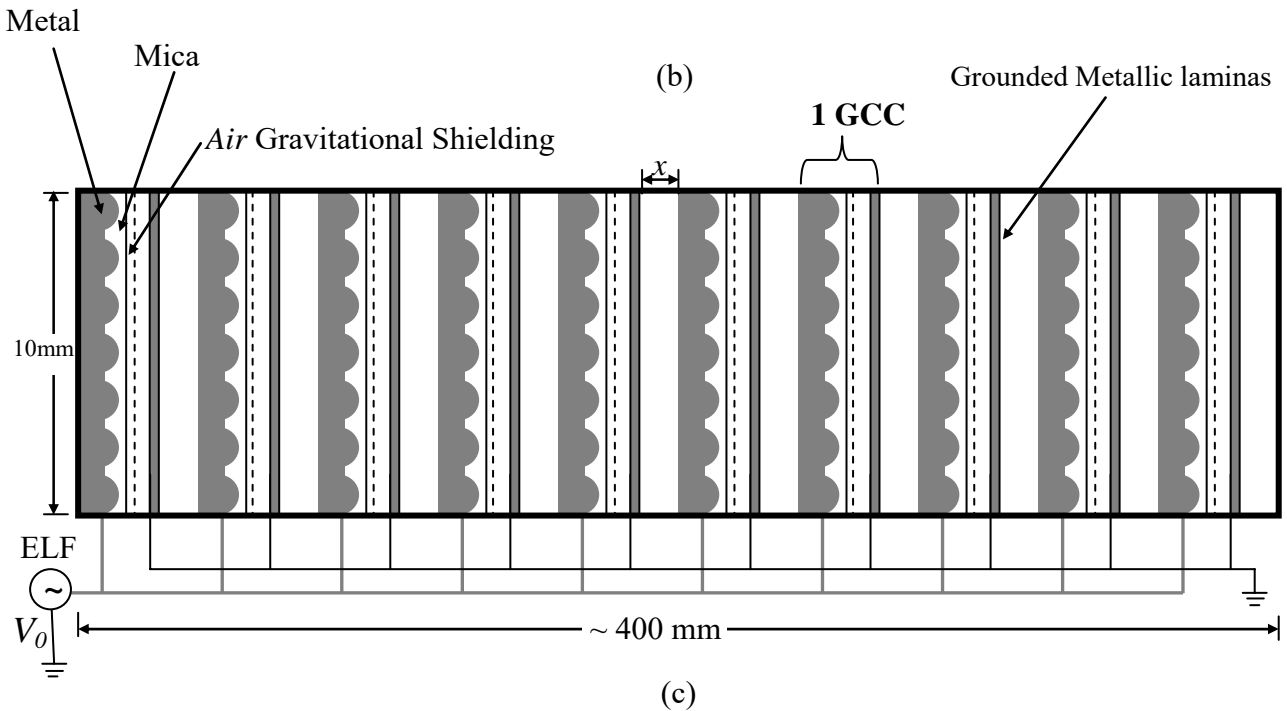 Metal
Mica
(b)
Grounded Metallic laminas
1 GCC
Air Gravitational Shielding
x
10mm
ELF
~
V0
~ 400 mm
(c)